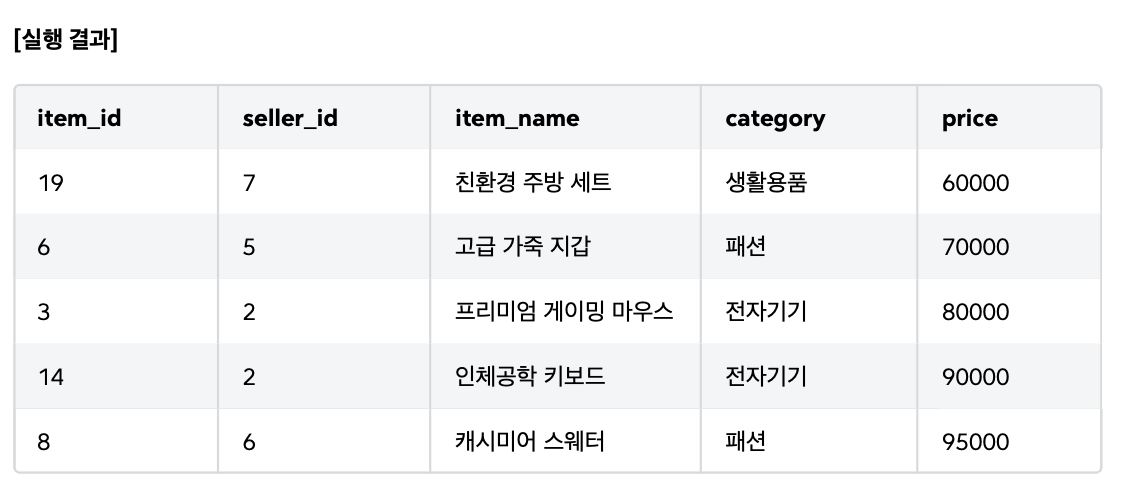 [실행 결과]
item_id seller_id item_name category price
19 7 친환경 주방 세트 생활용품 60000
6 5 고급 가죽 지갑 패션 70000
3 2 프리미엄 게이밍 마우스 전자기기 80000
14 2 인체공학 키보드 전자기기 90000
8 6 캐시미어 스웨터 패션 95000